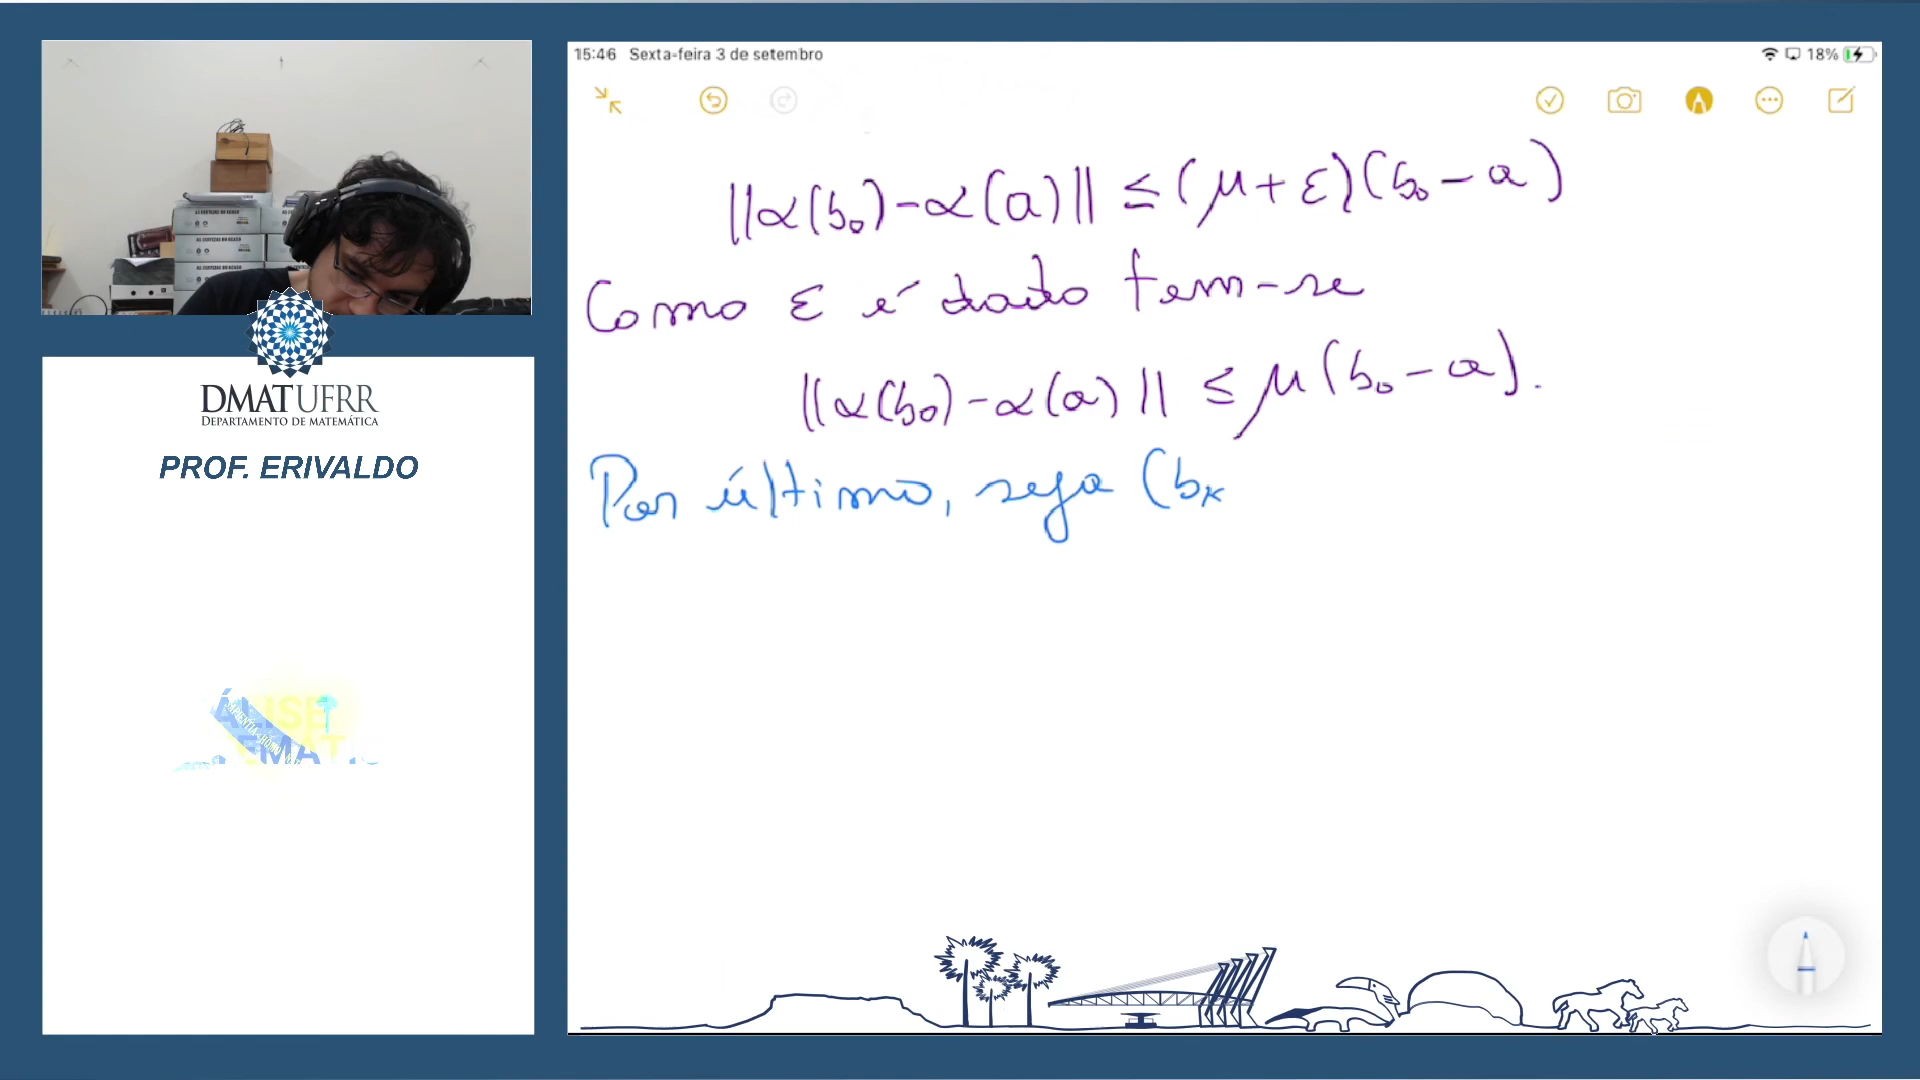 15:46 Sexta-feira 3 de setembro
18%
||α(b₀)-α(a)|| ≤ (μ+ε)(b₀-a)
Como ε é dado tem-se
||α(b₀)-α(a)|| ≤ μ(b₀-a).
Por último, seja (bₖ
DMATUFRR
DEPARTAMENTO DE MATEMÁTICA
PROF. ERIVALDO